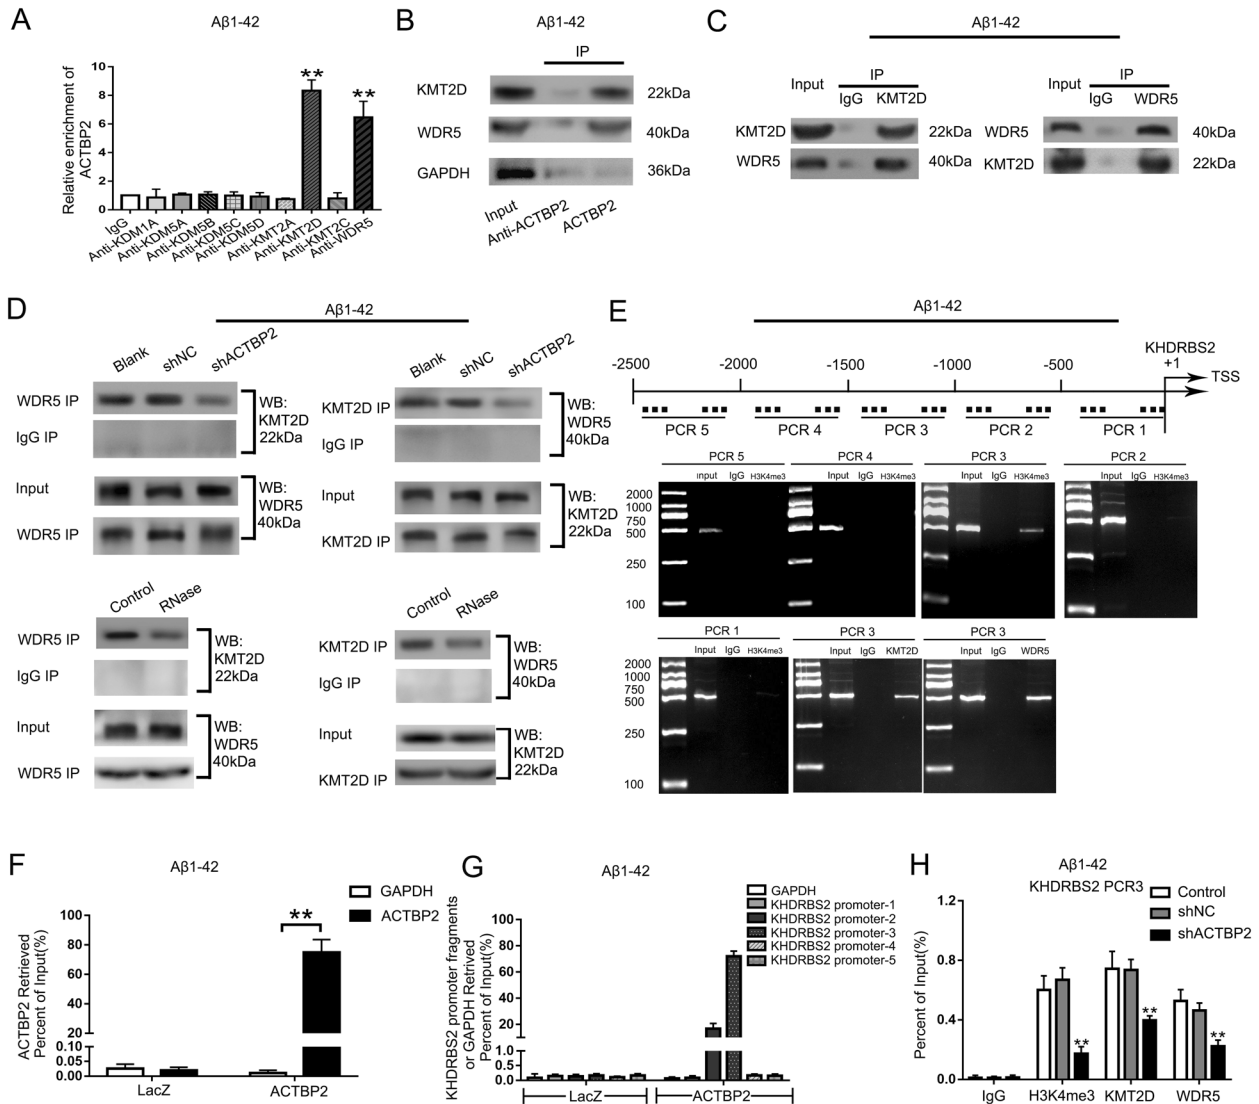 A
Aβ1-42
Relative enrichment of
ACTBP2
10
8
6
4
2
0
**
**
IgG
Anti-KDM1A
Anti-KDM5A
Anti-KDM5B
Anti-KDM5C
Anti-KDM5D
Anti-KMT2A
Anti-KMT2D
Anti-KMT2C
Anti-WDR5
B
Aβ1-42
IP
KMT2D
22kDa
WDR5
40kDa
GAPDH
36kDa
Input
Anti-ACTBP2
ACTBP2
C
Aβ1-42
Input
IP
IgG
KMT2D
KMT2D
22kDa
WDR5
40kDa
Input
IP
IgG
WDR5
WDR5
40kDa
KMT2D
22kDa
D
Aβ1-42
Blank
shNC
shACTBP2
WDR5 IP
IgG IP
WB:
KMT2D
22kDa
Input
WDR5 IP
WB:
WDR5
40kDa
Blank
shNC
shACTBP2
KMT2D IP
IgG IP
WB:
WDR5
40kDa
Input
KMT2D IP
WB:
KMT2D
22kDa
Control
RNase
WDR5 IP
IgG IP
WB:
KMT2D
22kDa
Input
WDR5 IP
WB:
WDR5
40kDa
Control
RNase
KMT2D IP
IgG IP
WB:
WDR5
40kDa
Input
KMT2D IP
WB:
KMT2D
22kDa
E
Aβ1-42
-2500
-2000
-1500
-1000
-500
KHDRBS2
+1
TSS
PCR 5
PCR 4
PCR 3
PCR 2
PCR 1
PCR 5
PCR 4
PCR 3
PCR 2
Input IgG H3K4me3
Input IgG H3K4me3
Input IgG H3K4me3
Input IgG H3K4me3
2000
1000
750
500
250
100
2000
1000
750
500
250
100
PCR 1
PCR 3
PCR 3
Input IgG H3K4me3
Input IgG KMT2D
Input IgG WDR5
2000
1000
750
500
250
100
F
Aβ1-42
GAPDH
ACTBP2
ACTBP2 Retrieved
Percent of Input(%)
100
80
60
40
20
0.10
0.05
0.00
**
LacZ
ACTBP2
G
Aβ1-42
GAPDH
KHDRBS2 promoter-1
KHDRBS2 promoter-2
KHDRBS2 promoter-3
KHDRBS2 promoter-4
KHDRBS2 promoter-5
KHDRBS2 promoter fragments
or GAPDH Retrived
Percent of Input(%)
100
80
60
40
20
1.0
0.5
0.0
LacZ
ACTBP2
H
Aβ1-42
KHDRBS2 PCR3
Control
shNC
shACTBP2
Percent of Input(%)
1.2
0.8
0.4
0.0
**
**
**
IgG
H3K4me3
KMT2D
WDR5